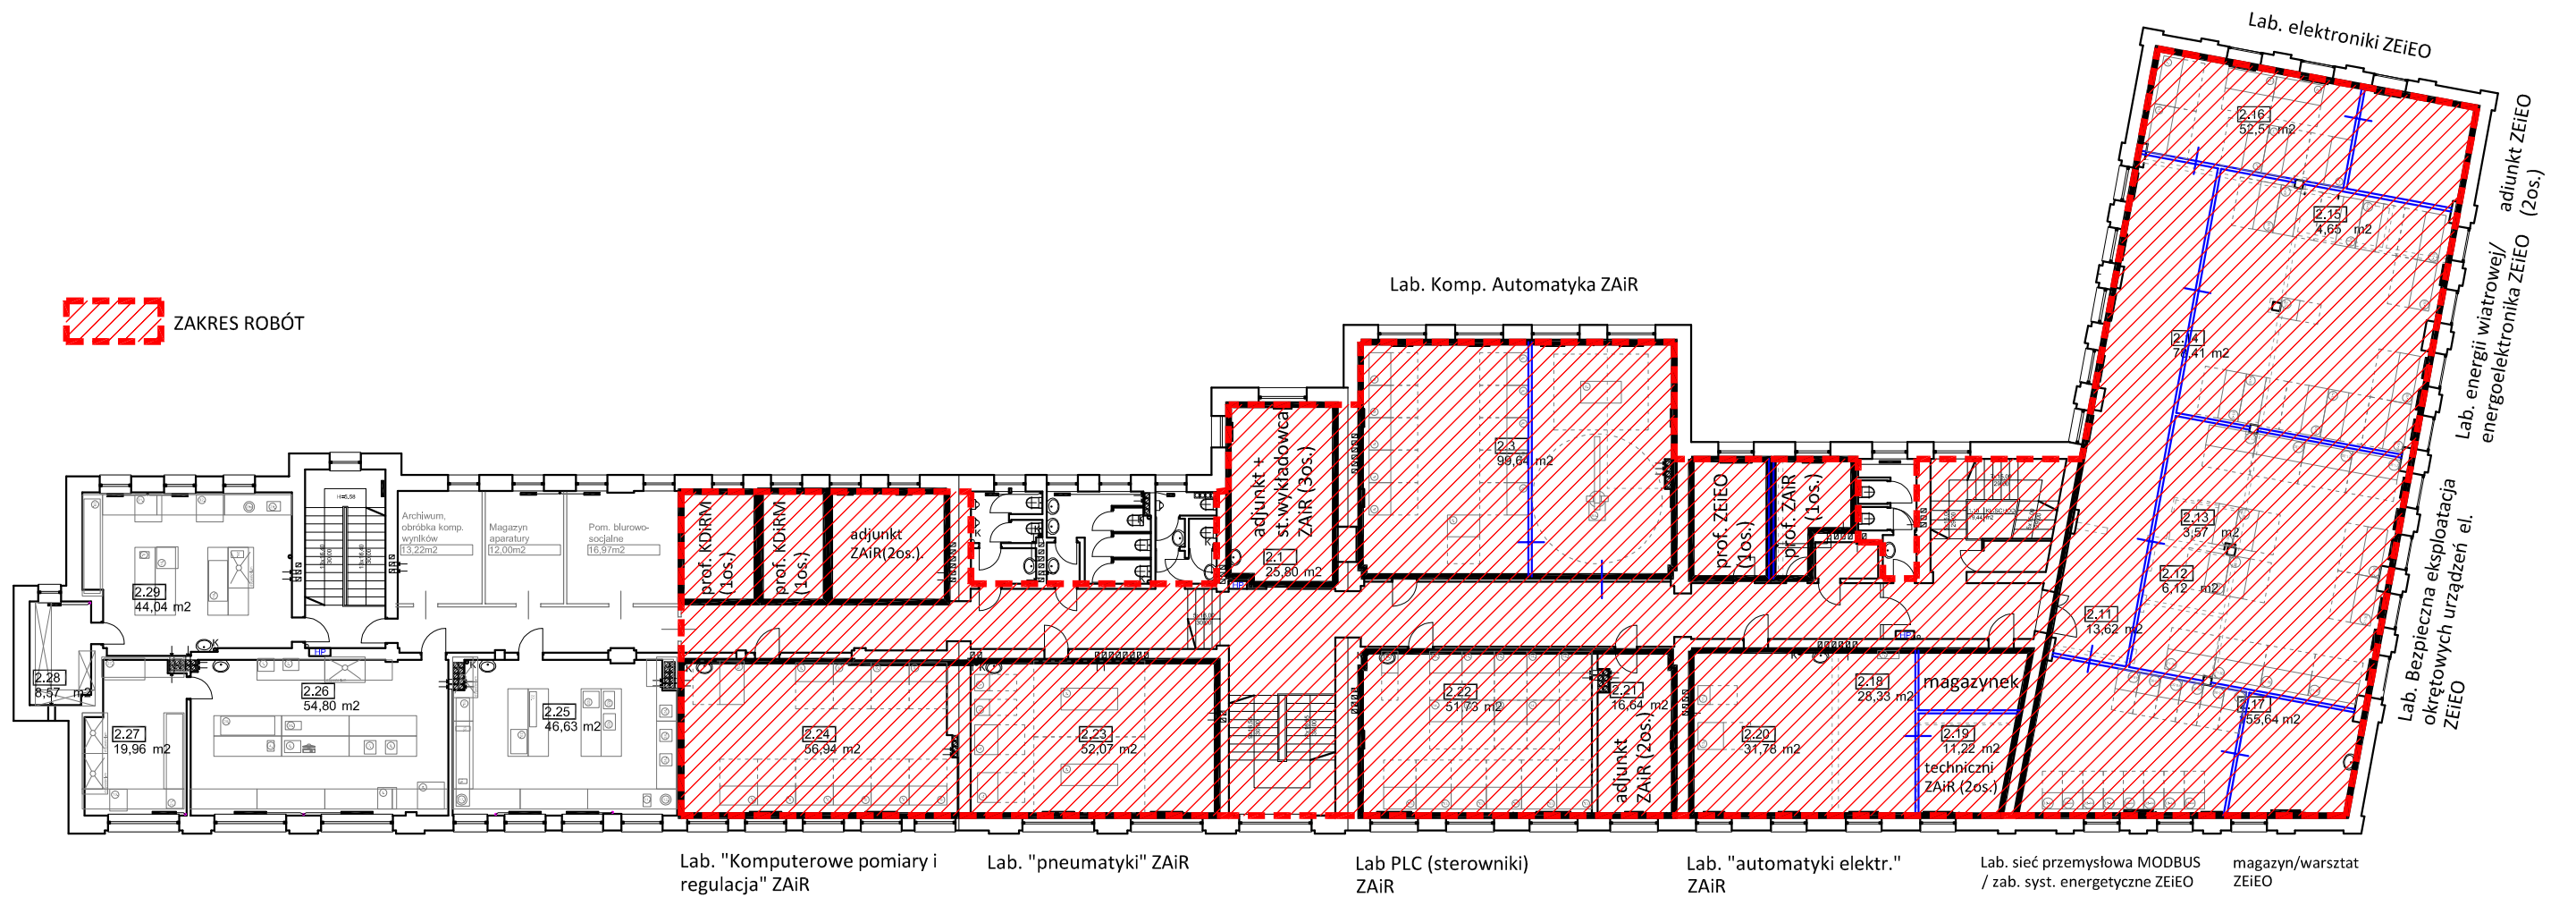 Lab. elektroniki ZEiEO
adiunkt ZEiEO
(2os.)
Lab. energii wiatrowej/
energoelektronika ZEiEO
Lab. Bezpieczna eksploatacja
okrętowych urządzeń el.
ZEiEO
Lab. Komp. Automatyka ZAiR
ZAKRES ROBÓT
2.16
52,51 m2
2.15
4,65 m2
2.14
2.13
3,57 m2
2.12
6,12 m2
2.11
13,62 m2
2.17
55,64 m2
2.3
99,64 m2
adjunkt +
st.wykładowca
ZAiR (3os.)
2.1
25,80 m2
prof. ZEiEO
(1os.)
prof. ZAiR
(1os.)
prof. KDiRM
(1os.)
prof. KDiRM
(1os.)
adjunkt
ZAiR(2os.)
Archiwum,
obróbka komp.
wyników
13,22m2
Magazyn
aparatury
12,00m2
Pom. biurowo-
socjalne
16,97m2
2.29
44,04 m2
K
HP
2.28
8,57 m2
2.27
19,96 m2
2.26
54,80 m2
2.25
46,63 m2
2.24
56,94 m2
2.23
52,07 m2
2.22
51,73 m2
2.21
16,64 m2
adjunkt
ZAiR (2os.)
2.20
31,78 m2
2.18
28,33 m2
magazynek
2.19
11,22 m2
techniczni
ZAiR (2os.)
HP
Lab. "Komputerowe pomiary i
regulacja" ZAiR
Lab. "pneumatyki" ZAiR
Lab PLC (sterowniki)
ZAiR
Lab. "automatyki elektr."
ZAiR
Lab. sieć przemysłowa MODBUS
/ zab. syst. energetyczne ZEiEO
magazyn/warsztat
ZEiEO